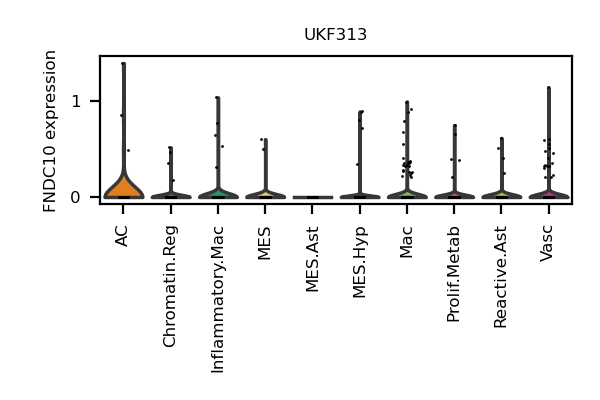 UKF313
FNDC10 expression
1
0
AC
Chromatin.Reg
Inflammatory.Mac
MES
MES.Ast
MES.Hyp
Mac
Prolif.Metab
Reactive.Ast
Vasc